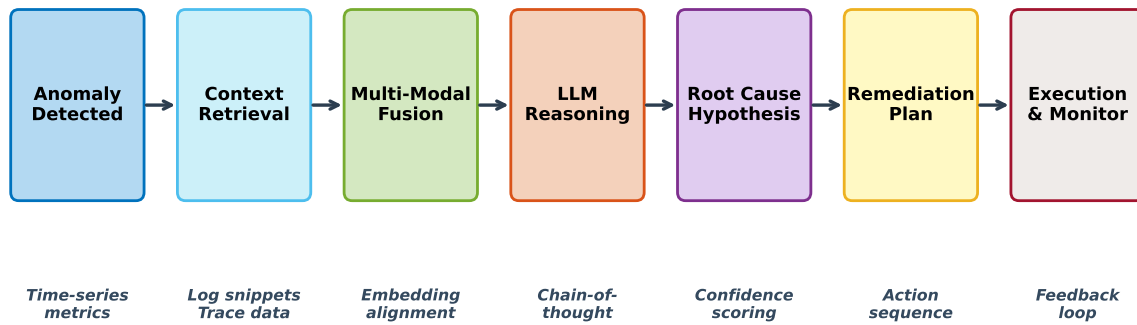 Anomaly
Detected
Context
Retrieval
Multi-Modal
Fusion
LLM
Reasoning
Root Cause
Hypothesis
Remediation
Plan
Execution
& Monitor
Time-series
metrics
Log snippets
Trace data
Embedding
alignment
Chain-of-
thought
Confidence
scoring
Action
sequence
Feedback
loop